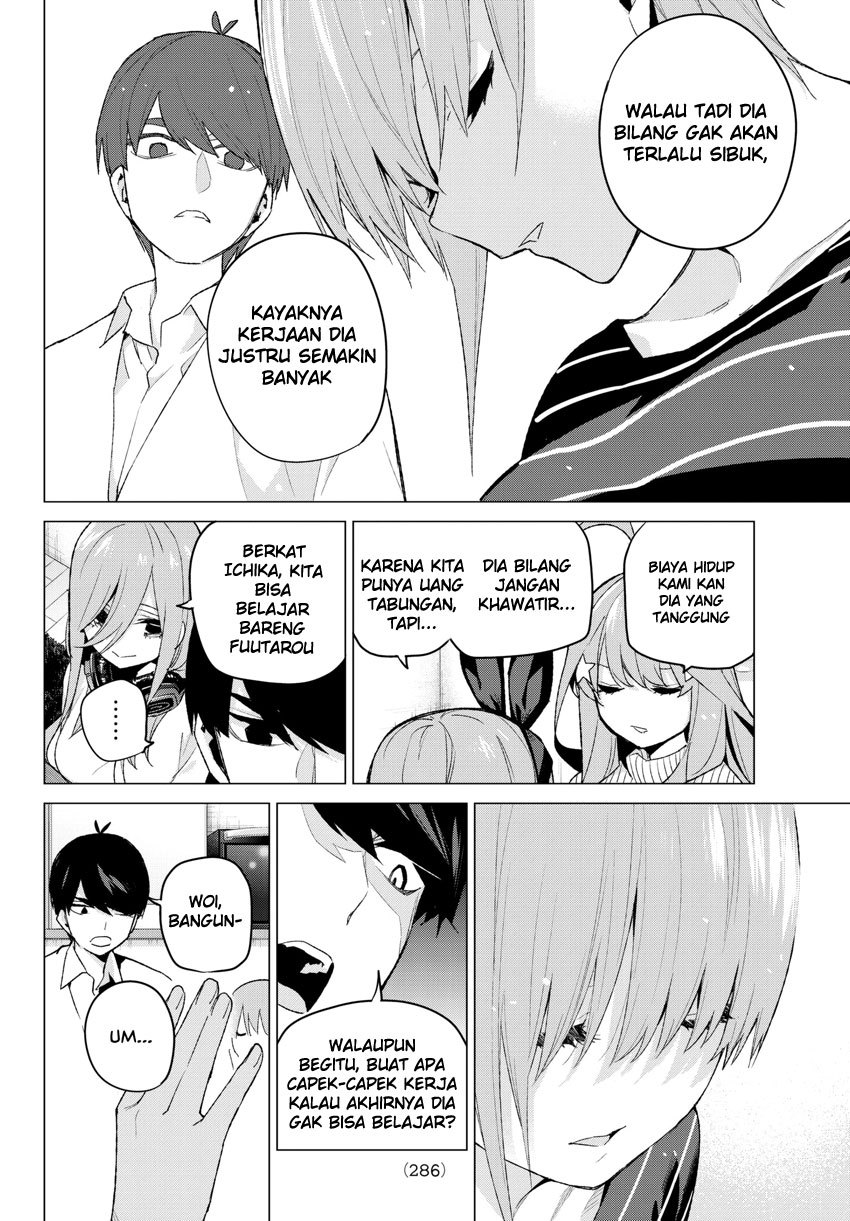 WALAU TADI DIA
BILANG GAK AKAN
TERLALU SIBUK,
KAYAKNYA
KERJAAN DIA
JUSTRU SEMAKIN
BANYAK
BIAYA HIDUP
KAMI KAN
DIA YANG
TANGGUNG
DIA BILANG
JANGAN
KHAWATIR...
KARENA KITA
PUNYA UANG
TABUNGAN,
TAPI...
BERKAT
ICHIKA, KITA
BISA
BELAJAR
BARENG
FUUTAROU
......
WALAUPUN
BEGITU, BUAT APA
CAPEK-CAPEK KERJA
KALAU AKHIRNYA DIA
GAK BISA BELAJAR?
WOI,
BANGUN-
UM...
(286)